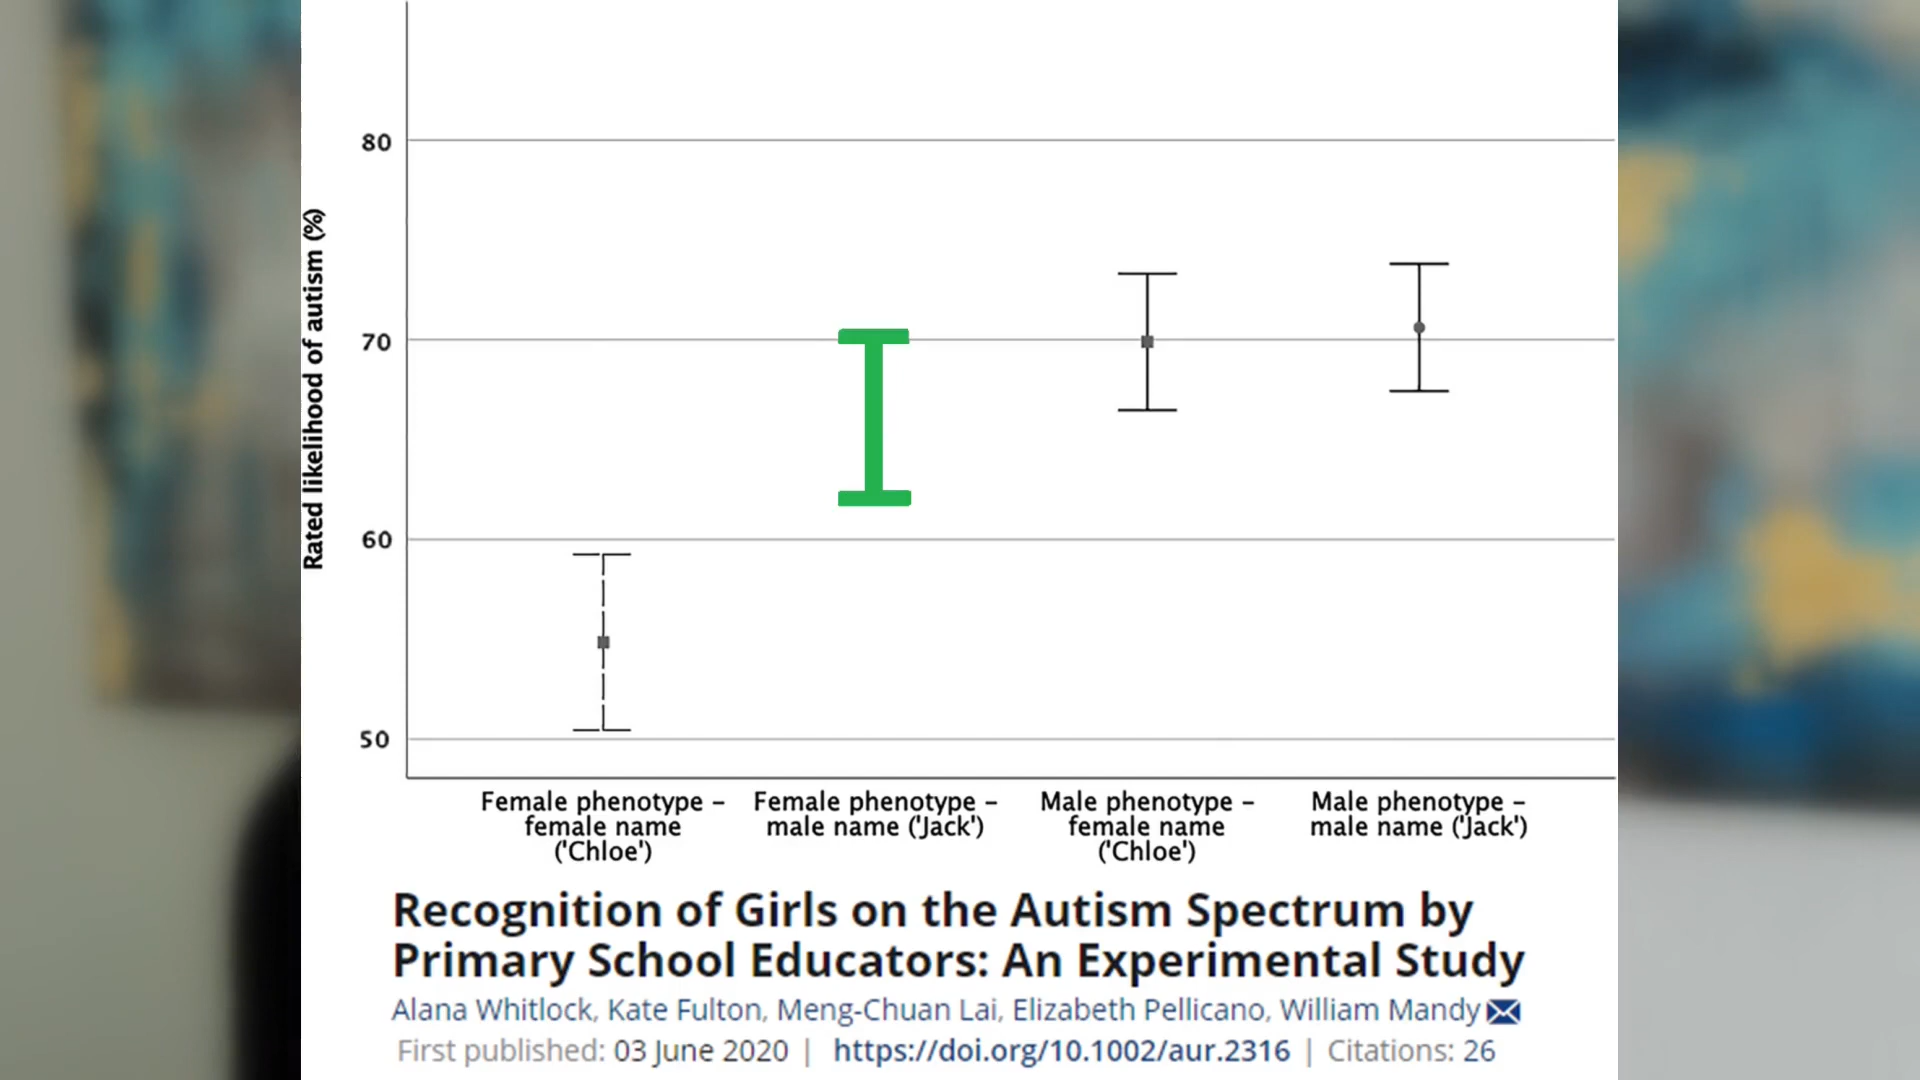 80
70
60
50
Rated likelihood of autism (%)
Female phenotype –
female name
('Chloe')
Female phenotype –
male name ('Jack')
Male phenotype –
female name
('Chloe')
Male phenotype –
male name ('Jack')
Recognition of Girls on the Autism Spectrum by
Primary School Educators: An Experimental Study
Alana Whitlock, Kate Fulton, Meng-Chuan Lai, Elizabeth Pellicano, William Mandy
First published: 03 June 2020 | https://doi.org/10.1002/aur.2316 | Citations: 26